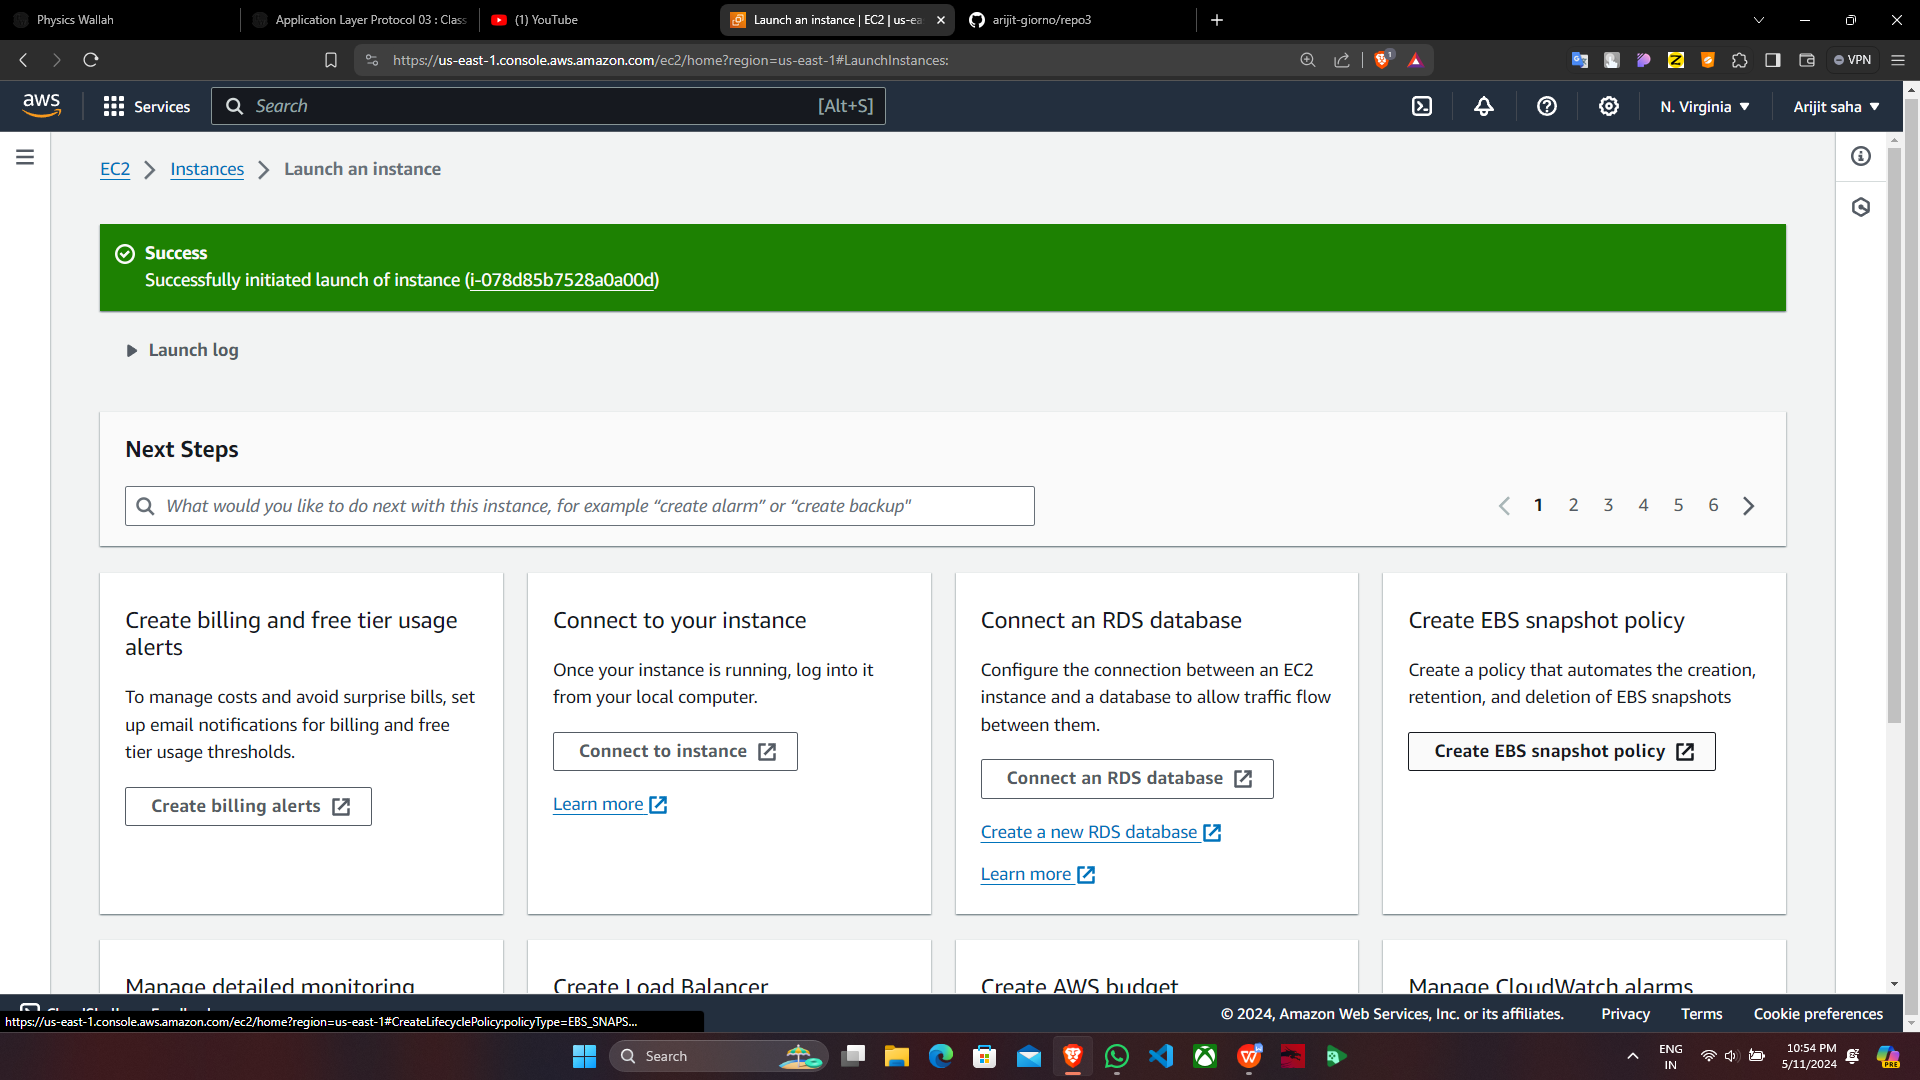 Physics Wallah
Application Layer Protocol 03 : Class
(1) YouTube
Launch an instance | EC2 | us-ea
arijit-giorno/repo3
https://us-east-1.console.aws.amazon.com/ec2/home?region=us-east-1#LaunchInstances:
1
VPN
aws
Services
Search
[Alt+S]
N. Virginia
Arijit saha
EC2
Instances
Launch an instance
Success
Successfully initiated launch of instance (i-078d85b7528a0a00d)
Launch log
Next Steps
What would you like to do next with this instance, for example “create alarm” or “create backup"
1 2 3 4 5 6
Create billing and free tier usage
alerts
To manage costs and avoid surprise bills, set
up email notifications for billing and free
tier usage thresholds.
Create billing alerts
Connect to your instance
Once your instance is running, log into it
from your local computer.
Connect to instance
Learn more
Connect an RDS database
Configure the connection between an EC2
instance and a database to allow traffic flow
between them.
Connect an RDS database
Create a new RDS database
Learn more
Create EBS snapshot policy
Create a policy that automates the creation,
retention, and deletion of EBS snapshots
Create EBS snapshot policy
Manage detailed monitoring
Create Load Balancer
Create AWS budget
Manage CloudWatch alarms
https://us-east-1.console.aws.amazon.com/ec2/home?region=us-east-1#CreateLifecyclePolicy:policyType=EBS_SNAPS...
© 2024, Amazon Web Services, Inc. or its affiliates.
Privacy
Terms
Cookie preferences
Search
ENG
IN
10:54 PM
5/11/2024
PRE